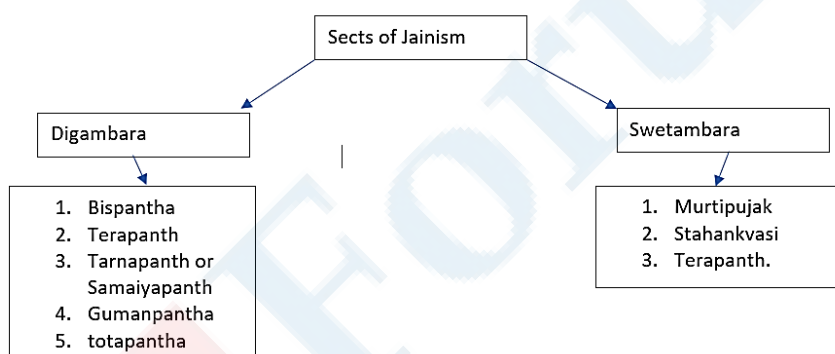 Sects of Jainism
Digambara
Swetambara
1. Bispantha
2. Terapanth
3. Tarnapanth or
Samaiyapanth
4. Gumanpantha
5. totapantha
1. Murtipujak
2. Stahankvasi
3. Terapanth.